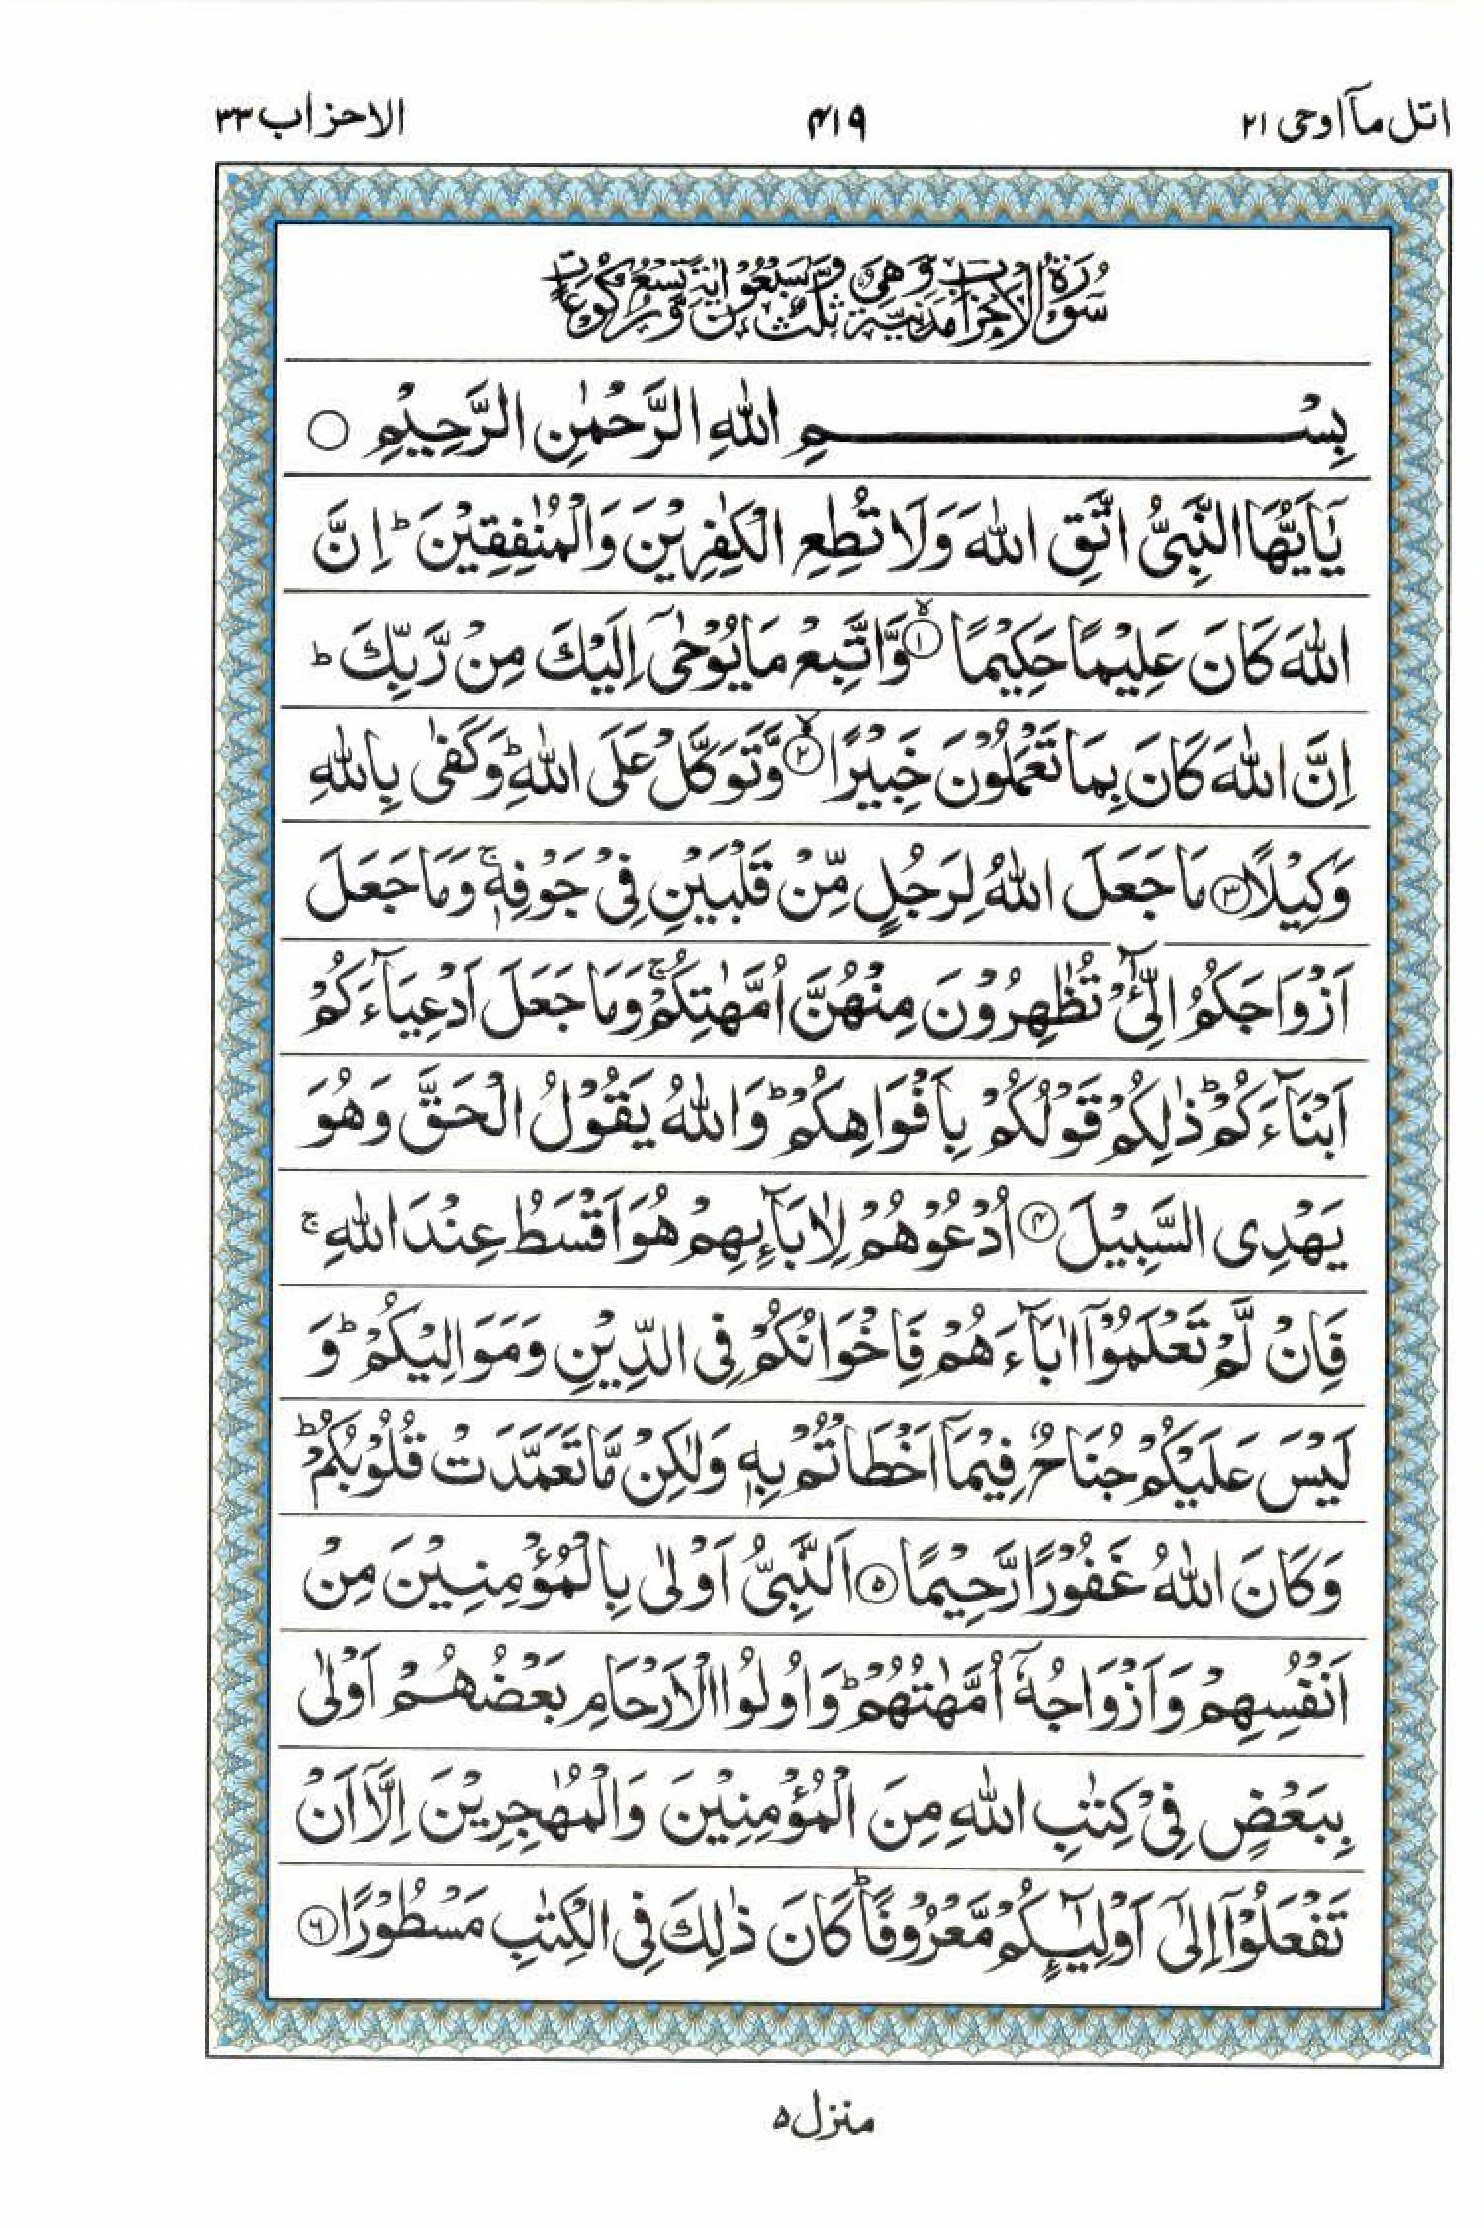 اتل ماۤ اوحی ۲۱
۴۱۹
الاحزاب ۳۳
سُوْرَةُ الْاَحْزَابِ مَدَنِیَّةٌ وَّهِیَ ثَلٰثٌ وَّسَبْعُوْنَ اٰیَةً وَّتِسْعُ رُكُوْعَاتٍ
بِسْمِ اللّٰهِ الرَّحْمٰنِ الرَّحِیْمِ ○
یٰۤاَیُّهَا النَّبِیُّ اتَّقِ اللّٰهَ وَلَا تُطِعِ الْكٰفِرِیْنَ وَالْمُنٰفِقِیْنَ ؕ اِنَّ
اللّٰهَ كَانَ عَلِیْمًا حَكِیْمًا ۙ﴿۱﴾ وَّاتَّبِعْ مَا یُوْحٰۤی اِلَیْكَ مِنْ رَّبِّكَ ؕ
اِنَّ اللّٰهَ كَانَ بِمَا تَعْمَلُوْنَ خَبِیْرًا ۙ﴿۲﴾ وَّتَوَكَّلْ عَلَی اللّٰهِ ؕ وَكَفٰی بِاللّٰهِ
وَكِیْلًا ﴿۳﴾ مَا جَعَلَ اللّٰهُ لِرَجُلٍ مِّنْ قَلْبَیْنِ فِیْ جَوْفِهٖ ۚ وَمَا جَعَلَ
اَزْوَاجَكُمُ الّٰٓـِٔیْ تُظٰهِرُوْنَ مِنْهُنَّ اُمَّهٰتِكُمْ ۚ وَمَا جَعَلَ اَدْعِیَآءَكُمْ
اَبْنَآءَكُمْ ؕ ذٰلِكُمْ قَوْلُكُمْ بِاَفْوَاهِكُمْ ؕ وَاللّٰهُ یَقُوْلُ الْحَقَّ وَهُوَ
یَهْدِی السَّبِیْلَ ﴿۴﴾ اُدْعُوْهُمْ لِاٰبَآىِٕهِمْ هُوَ اَقْسَطُ عِنْدَ اللّٰهِ ۚ
فَاِنْ لَّمْ تَعْلَمُوْۤا اٰبَآءَهُمْ فَاِخْوَانُكُمْ فِی الدِّیْنِ وَمَوَالِیْكُمْ ؕ وَ
لَیْسَ عَلَیْكُمْ جُنَاحٌ فِیْمَاۤ اَخْطَاْتُمْ بِهٖ وَلٰكِنْ مَّا تَعَمَّدَتْ قُلُوْبُكُمْ ؕ
وَكَانَ اللّٰهُ غَفُوْرًا رَّحِیْمًا ﴿۵﴾ اَلنَّبِیُّ اَوْلٰی بِالْمُؤْمِنِیْنَ مِنْ
اَنْفُسِهِمْ وَاَزْوَاجُهٗۤ اُمَّهٰتُهُمْ ؕ وَاُولُوا الْاَرْحَامِ بَعْضُهُمْ اَوْلٰی
بِبَعْضٍ فِیْ كِتٰبِ اللّٰهِ مِنَ الْمُؤْمِنِیْنَ وَالْمُهٰجِرِیْنَ اِلَّاۤ اَنْ
تَفْعَلُوْۤا اِلٰۤی اَوْلِیٰٓىِٕكُمْ مَّعْرُوْفًا ؕ كَانَ ذٰلِكَ فِی الْكِتٰبِ مَسْطُوْرًا ﴿۶﴾
منزل ۵